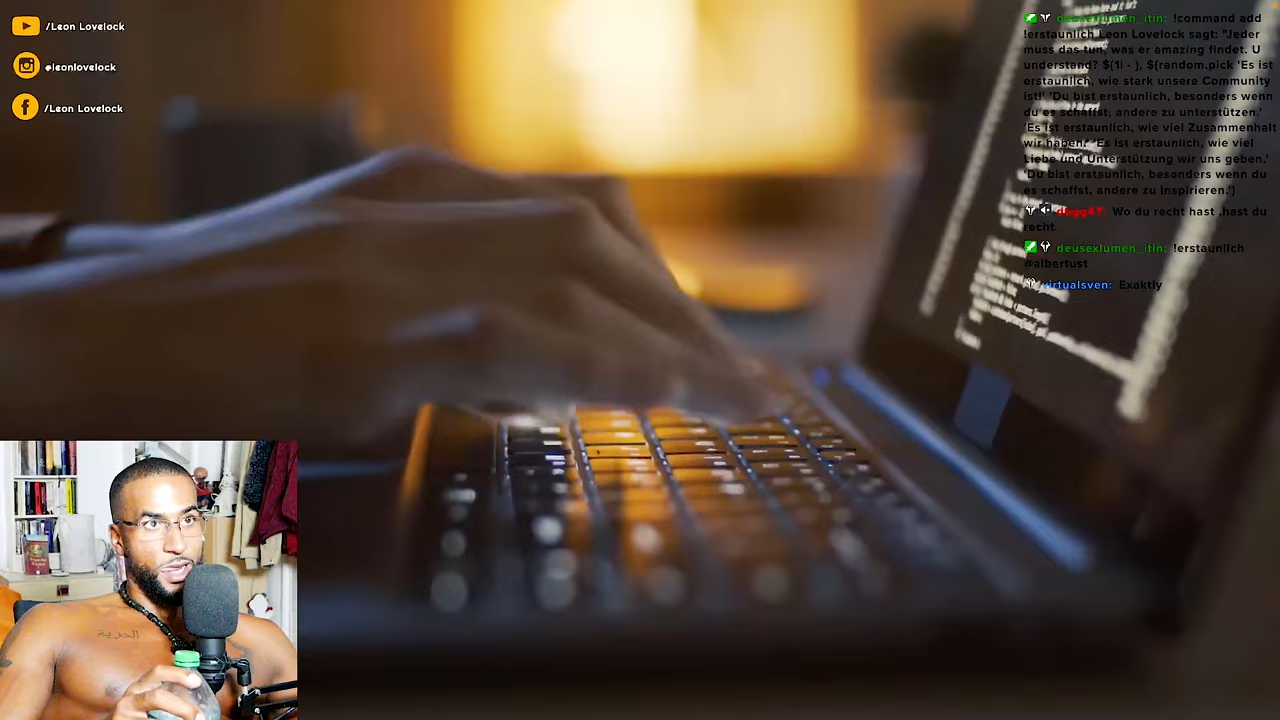 /Leon Lovelock
@leonlovelock
/Leon Lovelock
deusexlumen_itin: !command add
!erstaunlich Leon Lovelock sagt: "Jeder
muss das tun, was er amazing findet. U
understand? ${1| - }, ${random.pick 'Es ist
erstaunlich, wie stark unsere Community
ist!' 'Du bist erstaunlich, besonders wenn
du es schaffst, andere zu unterstützen.'
'Es ist erstaunlich, wie viel Zusammenhalt
wir haben.' 'Es ist erstaunlich, wie viel
Liebe und Unterstützung wir uns geben.'
'Du bist erstaunlich, besonders wenn du
es schaffst, andere zu inspirieren.'}
Wo du recht hast ,hast du
recht
deusexlumen_itin: !erstaunlich
@albertust
virtualsven: Exaktly
الحرية